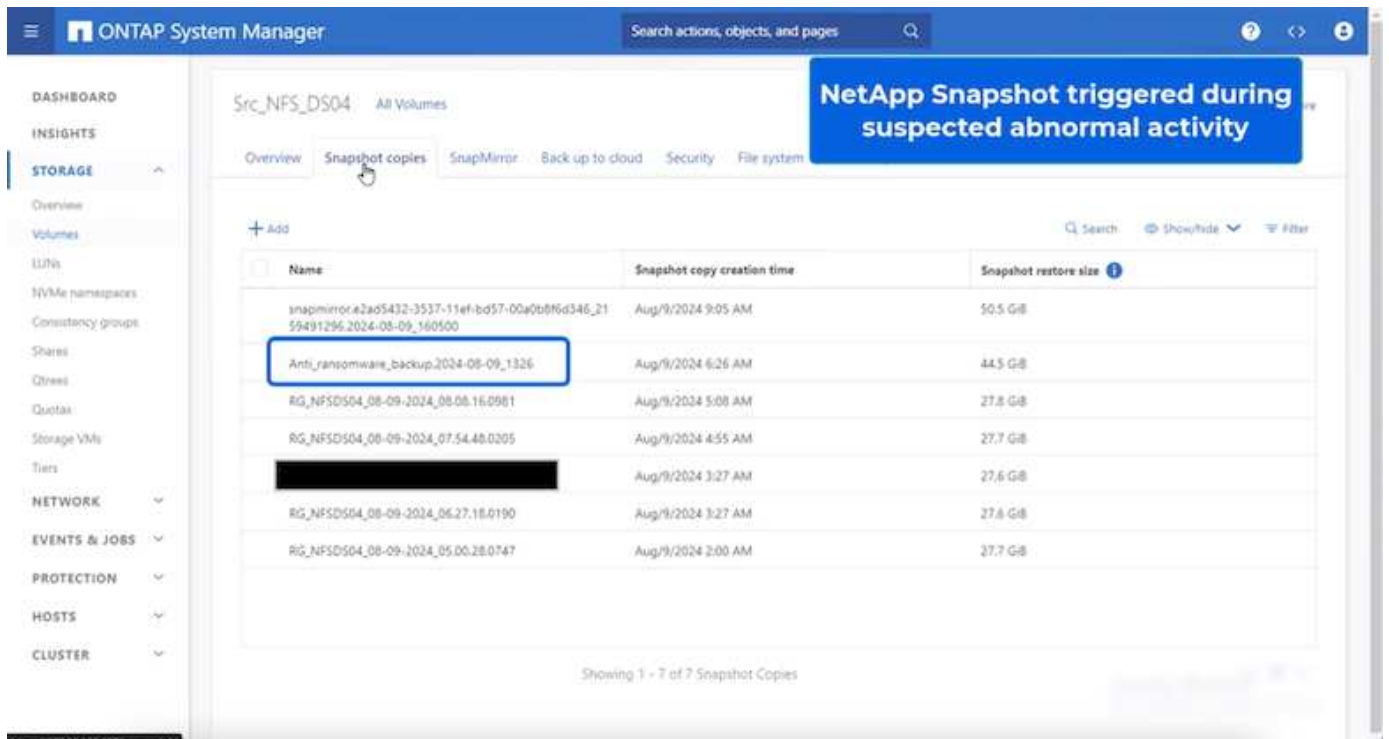 ONTAP System Manager
Search actions, objects, and pages
NetApp Snapshot triggered during
suspected abnormal activity
DASHBOARD
INSIGHTS
STORAGE
Overview
Volumes
LUNs
NVMe namespaces
Consistency groups
Shares
Qtrees
Quotas
Storage VMs
Tiers
NETWORK
EVENTS & JOBS
PROTECTION
HOSTS
CLUSTER
Src_NFS_DS04 All Volumes
Overview Snapshot copies SnapMirror Back up to cloud Security File system
Add
Search Show/hide Filter
Name Snapshot copy creation time Snapshot restore size
snapmirror.e2ad5432-3537-11ef-bd57-00a0b8f6d346_21
59491296.2024-08-09_160500 Aug/9/2024 9:05 AM 50.5 GiB
Anti_ransomware_backup.2024-08-09_1326 Aug/9/2024 6:26 AM 44.5 GiB
RG_NFSDS04_08-09-2024_08.08.16.0981 Aug/9/2024 5:08 AM 27.8 GiB
RG_NFSDS04_08-09-2024_07.54.48.0205 Aug/9/2024 4:55 AM 27.7 GiB
Aug/9/2024 3:27 AM 27.6 GiB
RG_NFSDS04_08-09-2024_06.27.18.0190 Aug/9/2024 3:27 AM 27.6 GiB
RG_NFSDS04_08-09-2024_05.00.28.0747 Aug/9/2024 2:00 AM 27.7 GiB
Showing 1 - 7 of 7 Snapshot Copies